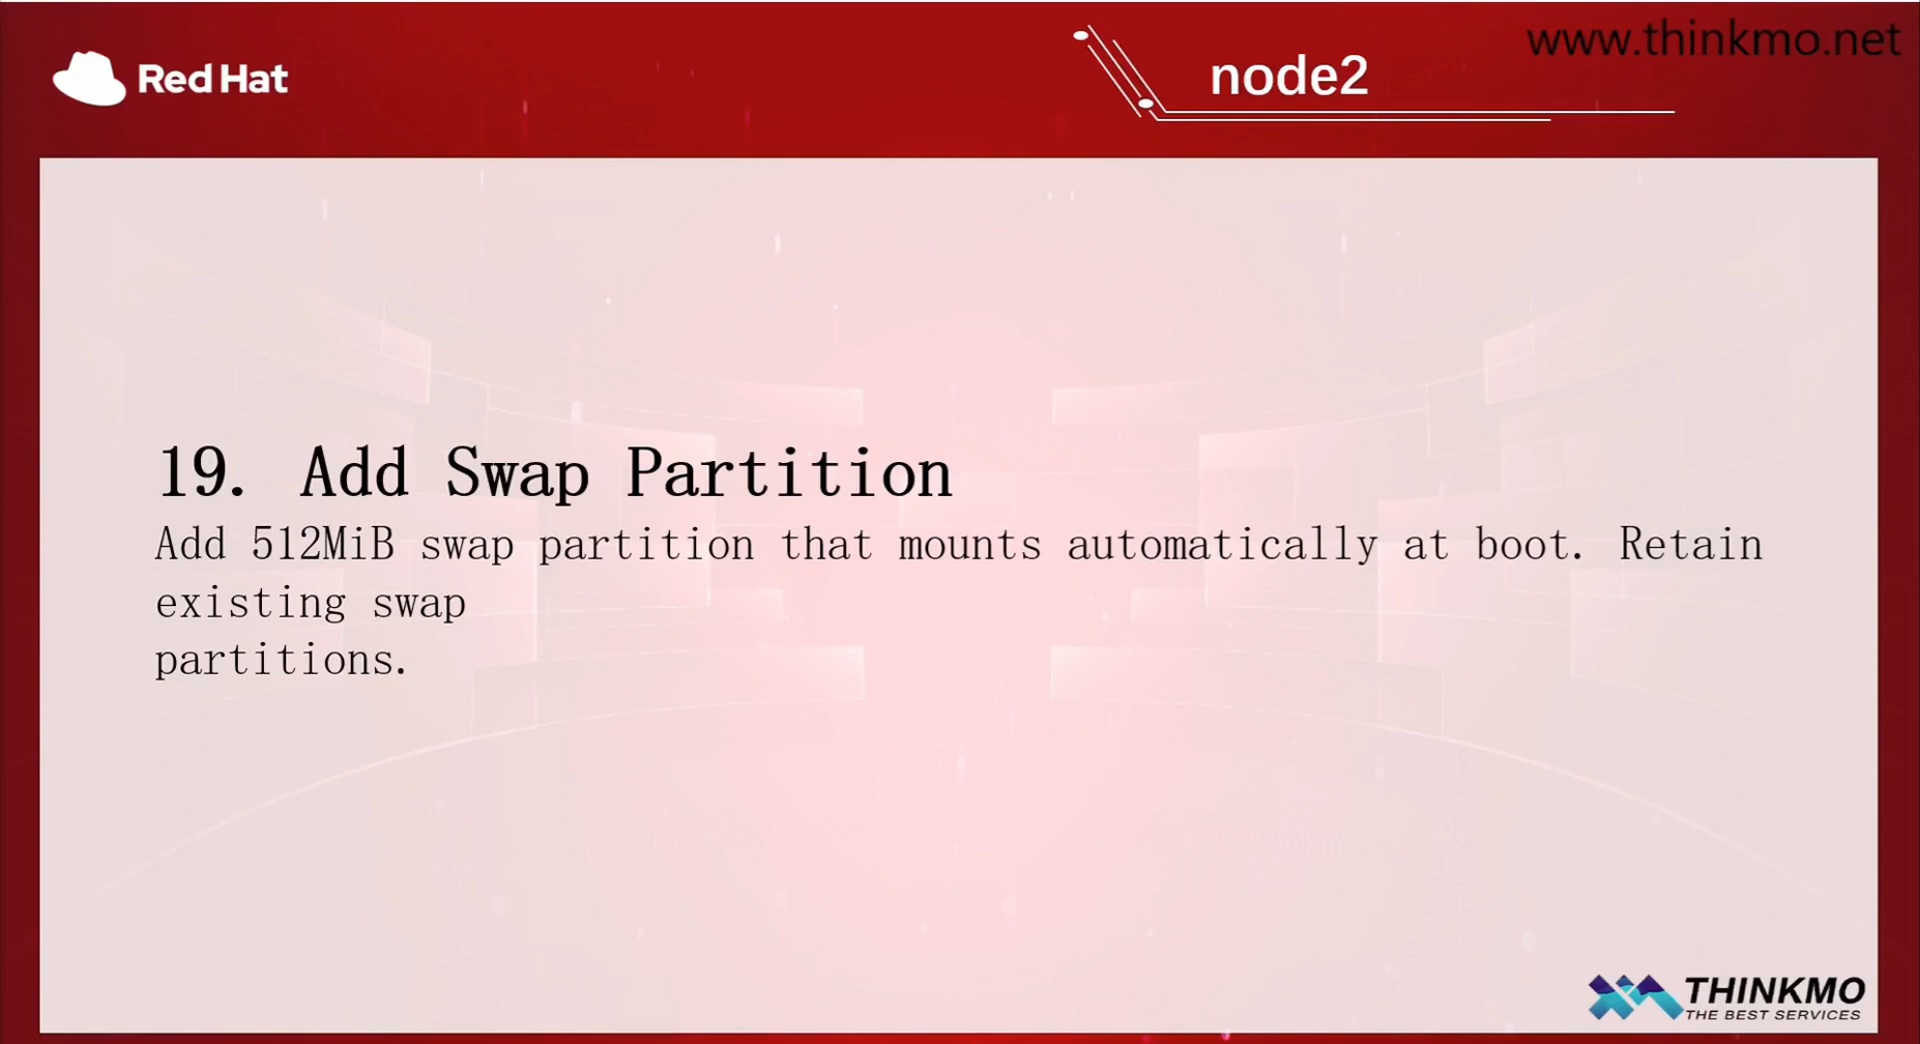 Red Hat
node2
www.thinkmo.net
19. Add Swap Partition
Add 512MiB swap partition that mounts automatically at boot. Retain
existing swap
partitions.
THINKMO
THE BEST SERVICES